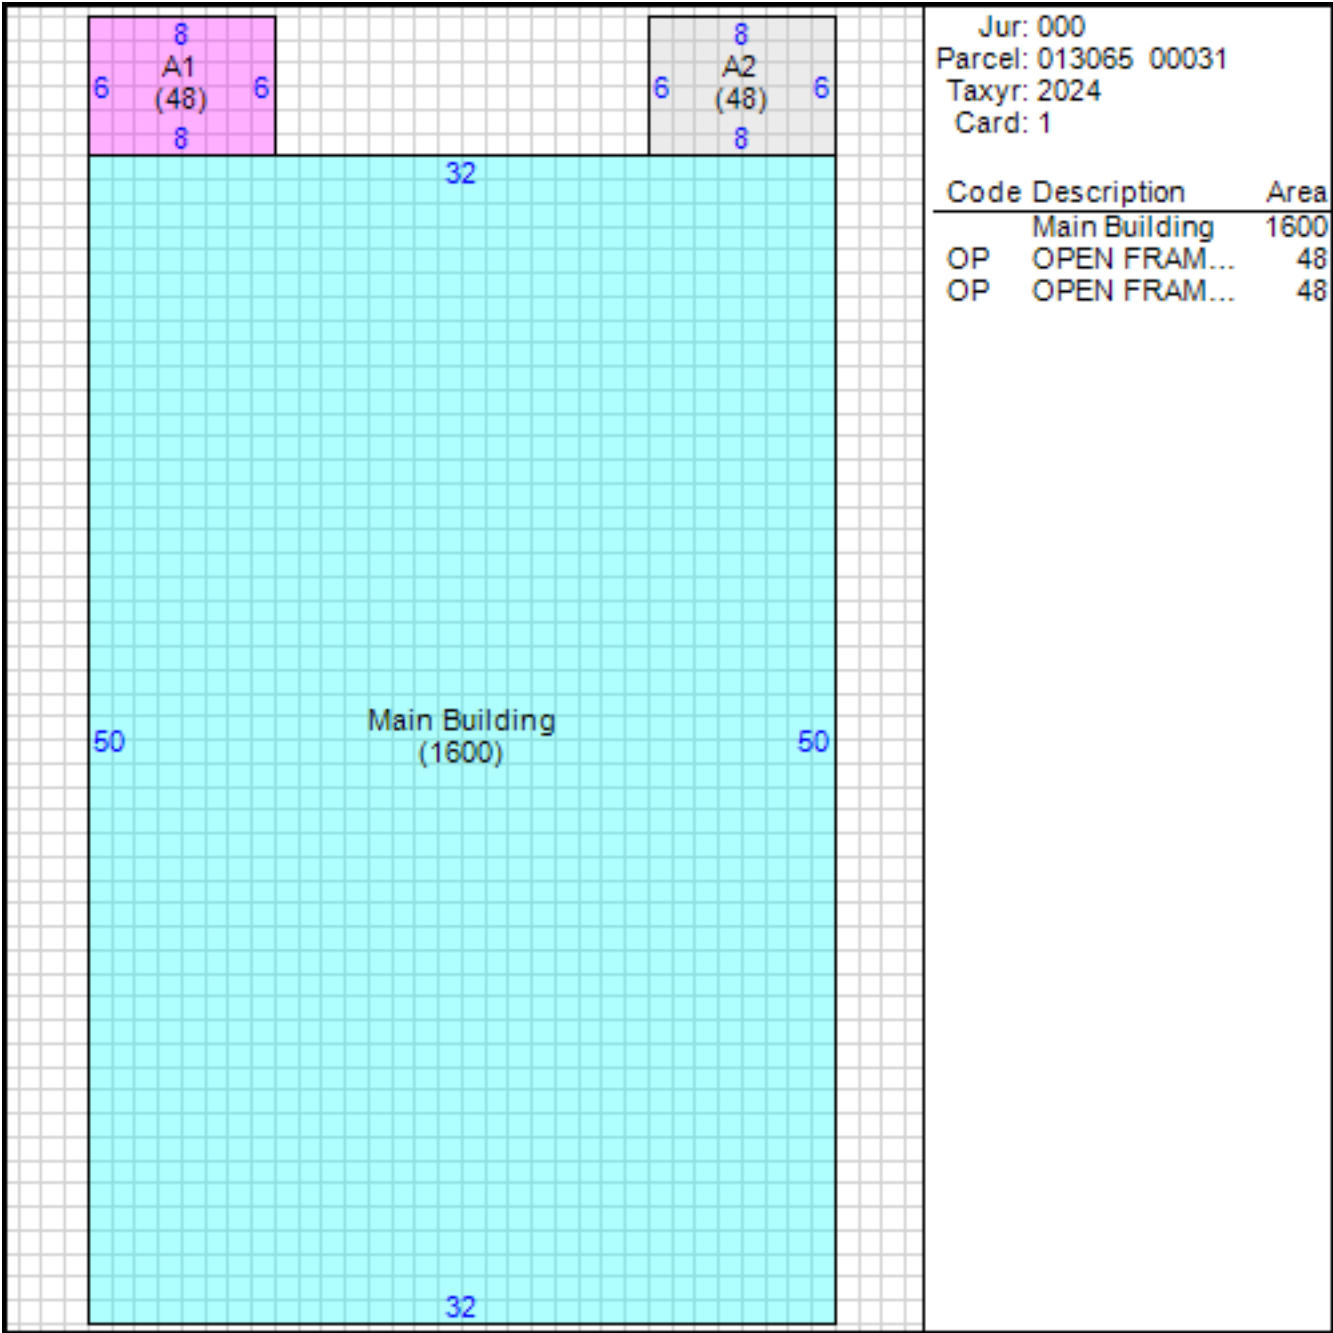 8
A1
6 (48) 6
8
8
A2
6 (48) 6
8
32
Main Building
(1600)
50 50
32
Jur: 000
Parcel: 013065 00031
Taxyr: 2024
Card: 1
Code Description Area
Main Building 1600
OP OPEN FRAM... 48
OP OPEN FRAM... 48